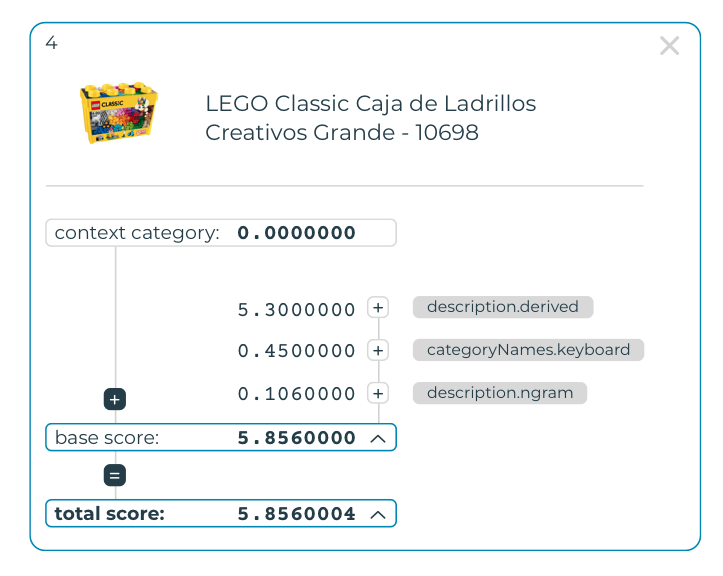 4
LEGO CLASSIC
LEGO Classic Caja de Ladrillos
Creativos Grande - 10698
context category: 0.0000000
5.3000000 + description.derived
0.4500000 + categoryNames.keyboard
0.1060000 + description.ngram
+
base score: 5.8560000
=
total score: 5.8560004